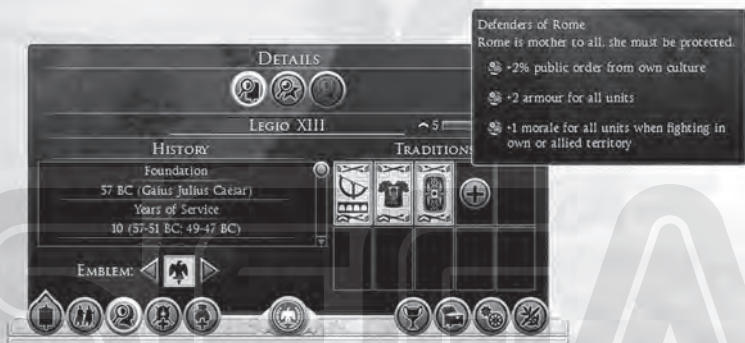 Defenders of Rome
Rome is mother to all, she must be protected.
+2% public order from own culture
+2 armour for all units
+1 morale for all units when fighting in
own or allied territory
DETAILS
LEGIO XIII
5
HISTORY
TRADITIONS
Foundation
57 BC (Gaius Julius Caesar)
Years of Service
10 (57-51 BC; 49-47 BC)
EMBLEM: